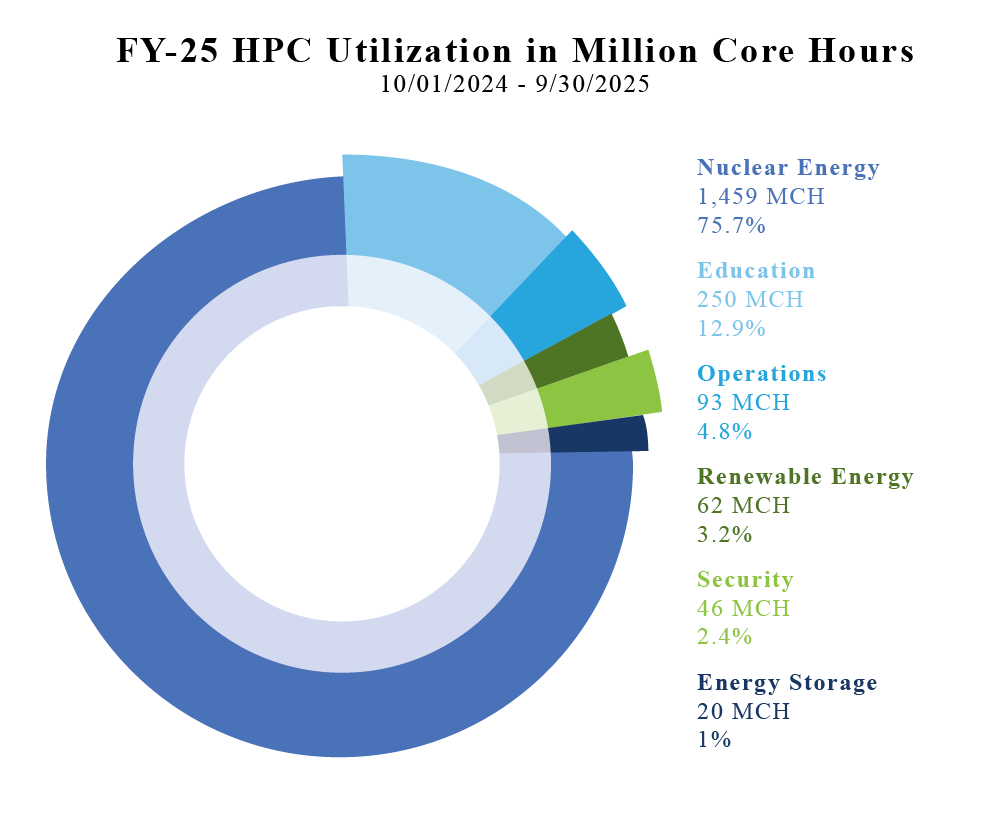 FY-25 HPC Utilization in Million Core Hours
10/01/2024 - 9/30/2025
Nuclear Energy
1,459 MCH
75.7%
Education
250 MCH
12.9%
Operations
93 MCH
4.8%
Renewable Energy
62 MCH
3.2%
Security
46 MCH
2.4%
Energy Storage
20 MCH
1%